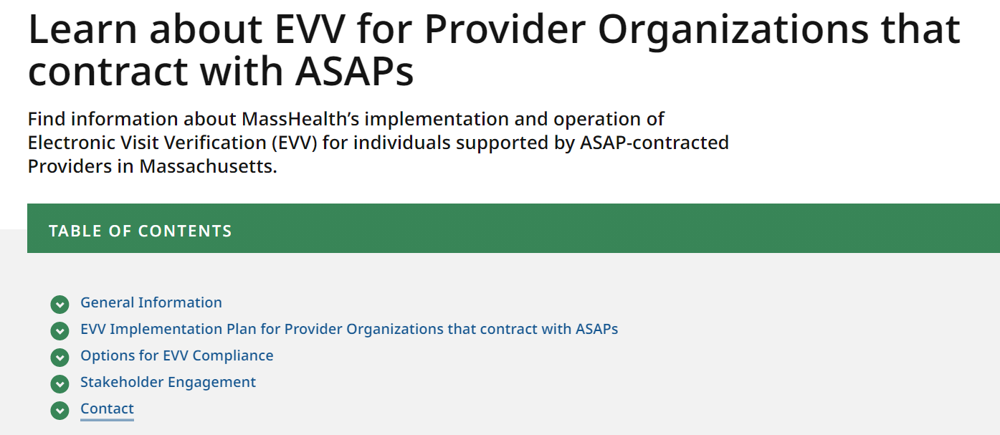 Learn about EVV for Provider Organizations that
contract with ASAPs
Find information about MassHealth’s implementation and operation of
Electronic Visit Verification (EVV) for individuals supported by ASAP-contracted
Providers in Massachusetts.
TABLE OF CONTENTS
General Information
EVV Implementation Plan for Provider Organizations that contract with ASAPs
Options for EVV Compliance
Stakeholder Engagement
Contact